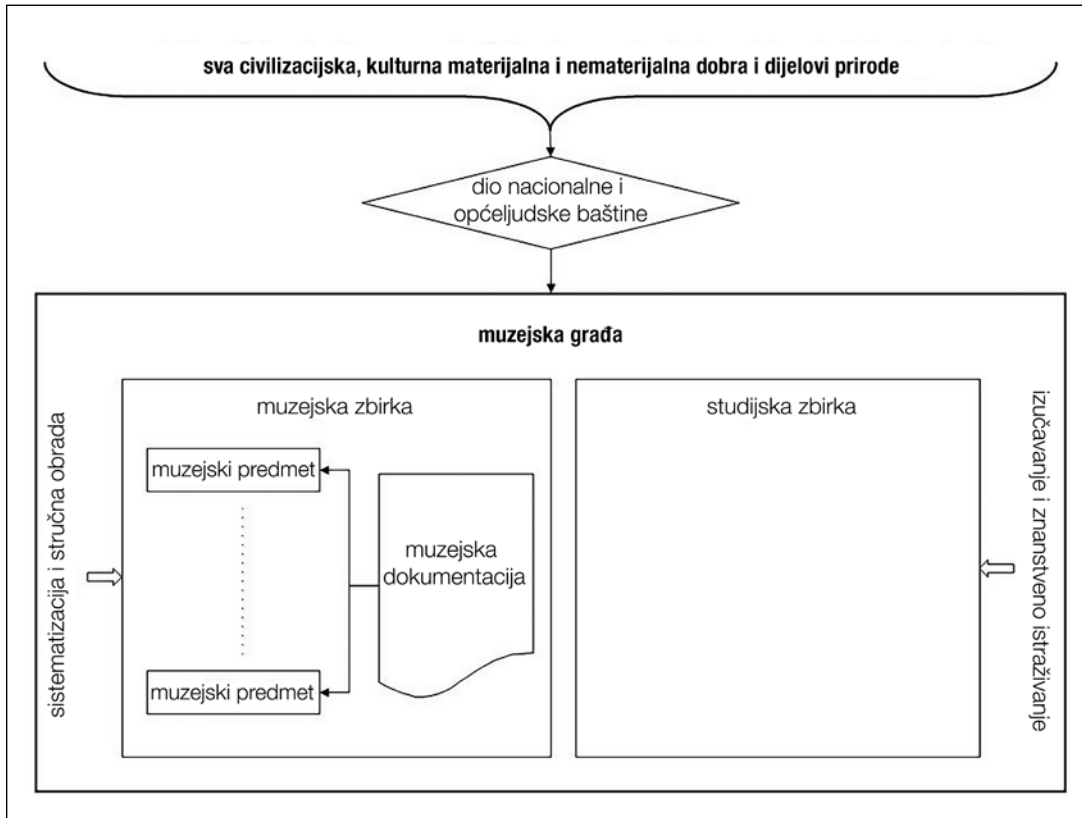 sva civilizacijska, kulturna materijalna i nematerijalna dobra i dijelovi prirode
dio nacionalne i
općeljudske baštine
muzejska građa
sistematizacija i stručna obrada
muzejska zbirka
muzejski predmet
muzejska
dokumentacija
muzejski predmet
studijska zbirka
izučavanje i znanstveno istraživanje